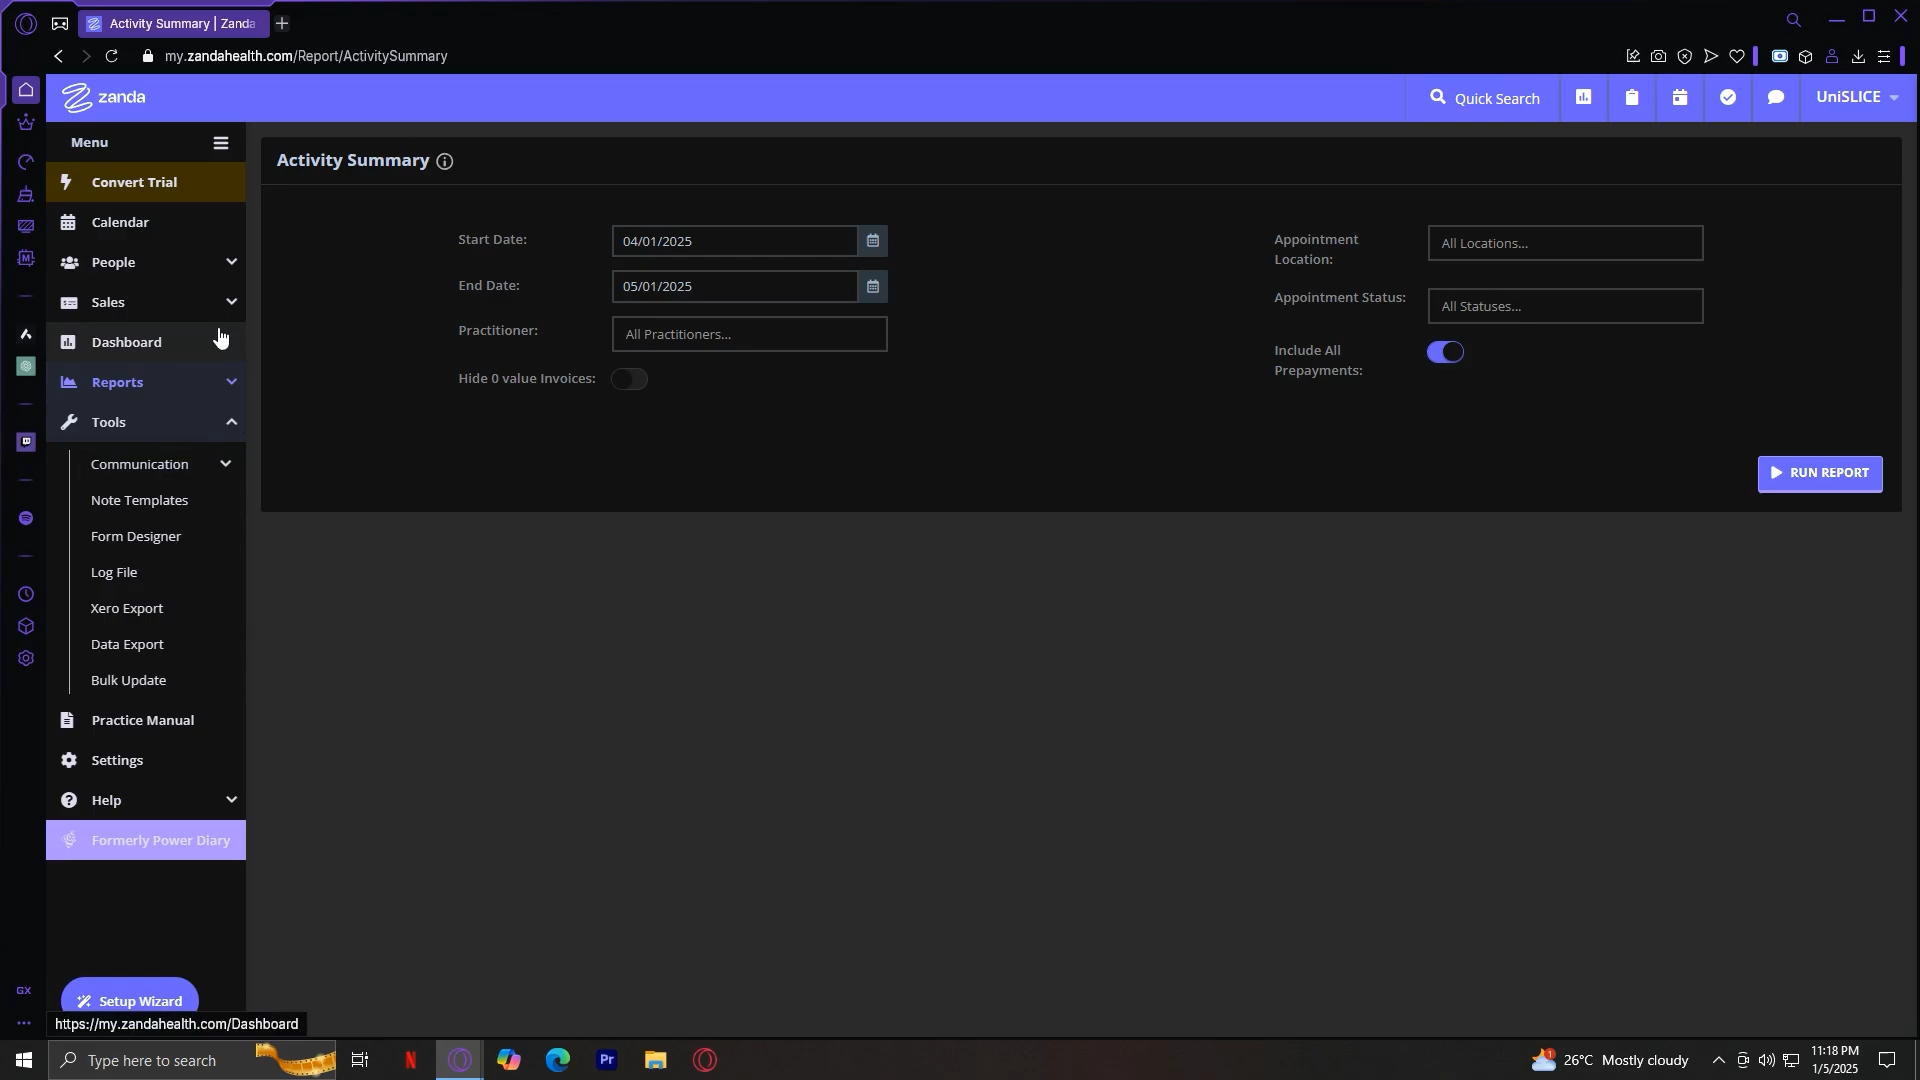 Activity Summary | Zanda
my.zandahealth.com/Report/ActivitySummary
zanda
Quick Search
UniSLICE
Menu
Convert Trial
Calendar
People
Sales
Dashboard
Reports
Tools
Communication
Note Templates
Form Designer
Log File
Xero Export
Data Export
Bulk Update
Practice Manual
Settings
Help
Formerly Power Diary
Setup Wizard
https://my.zandahealth.com/Dashboard
Activity Summary
Start Date:
04/01/2025
End Date:
05/01/2025
Practitioner:
All Practitioners...
Hide 0 value Invoices:
Appointment
Location:
All Locations...
Appointment Status:
All Statuses...
Include All
Prepayments:
RUN REPORT
GX
Type here to search
Pr
1
26°C Mostly cloudy
11:18 PM
1/5/2025